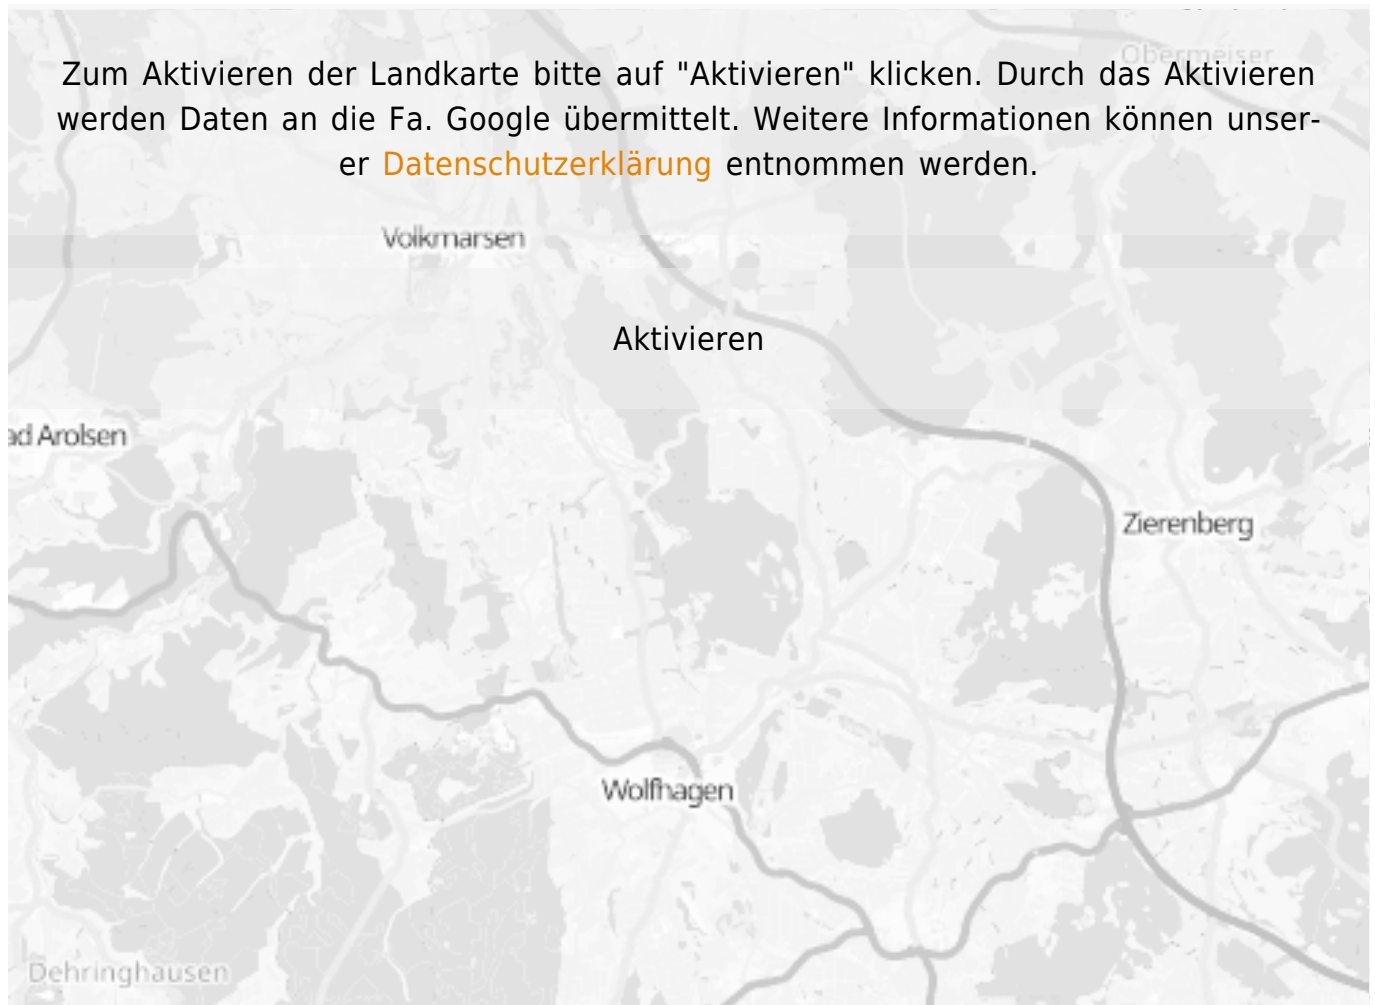 Obermeiser
Zum Aktivieren der Landkarte bitte auf "Aktivieren" klicken. Durch das Aktivieren
werden Daten an die Fa. Google übermittelt. Weitere Informationen können unser-
er Datenschutzerklärung entnommen werden.
Volkmarsen
Aktivieren
ad Arolsen
Zierenberg
Wolfhagen
Dehringhausen